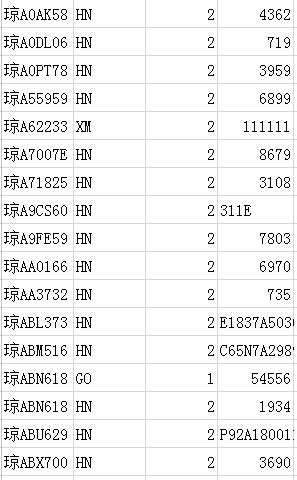 琼A0AK58 HN 2 4362
琼A0DL06 HN 2 719
琼A0PT78 HN 2 3959
琼A55959 HN 2 6899
琼A62233 XM 2 111111
琼A7007E HN 2 8679
琼A71825 HN 2 3108
琼A9CS60 HN 2 311E
琼A9FE59 HN 2 7803
琼AA0166 HN 2 6970
琼AA3732 HN 2 735
琼ABL373 HN 2 E1837A503
琼ABM516 HN 2 C65N7A298
琼ABN618 GO 1 54556
琼ABN618 HN 2 1934
琼ABU629 HN 2 P92A18001
琼ABX700 HN 2 3690